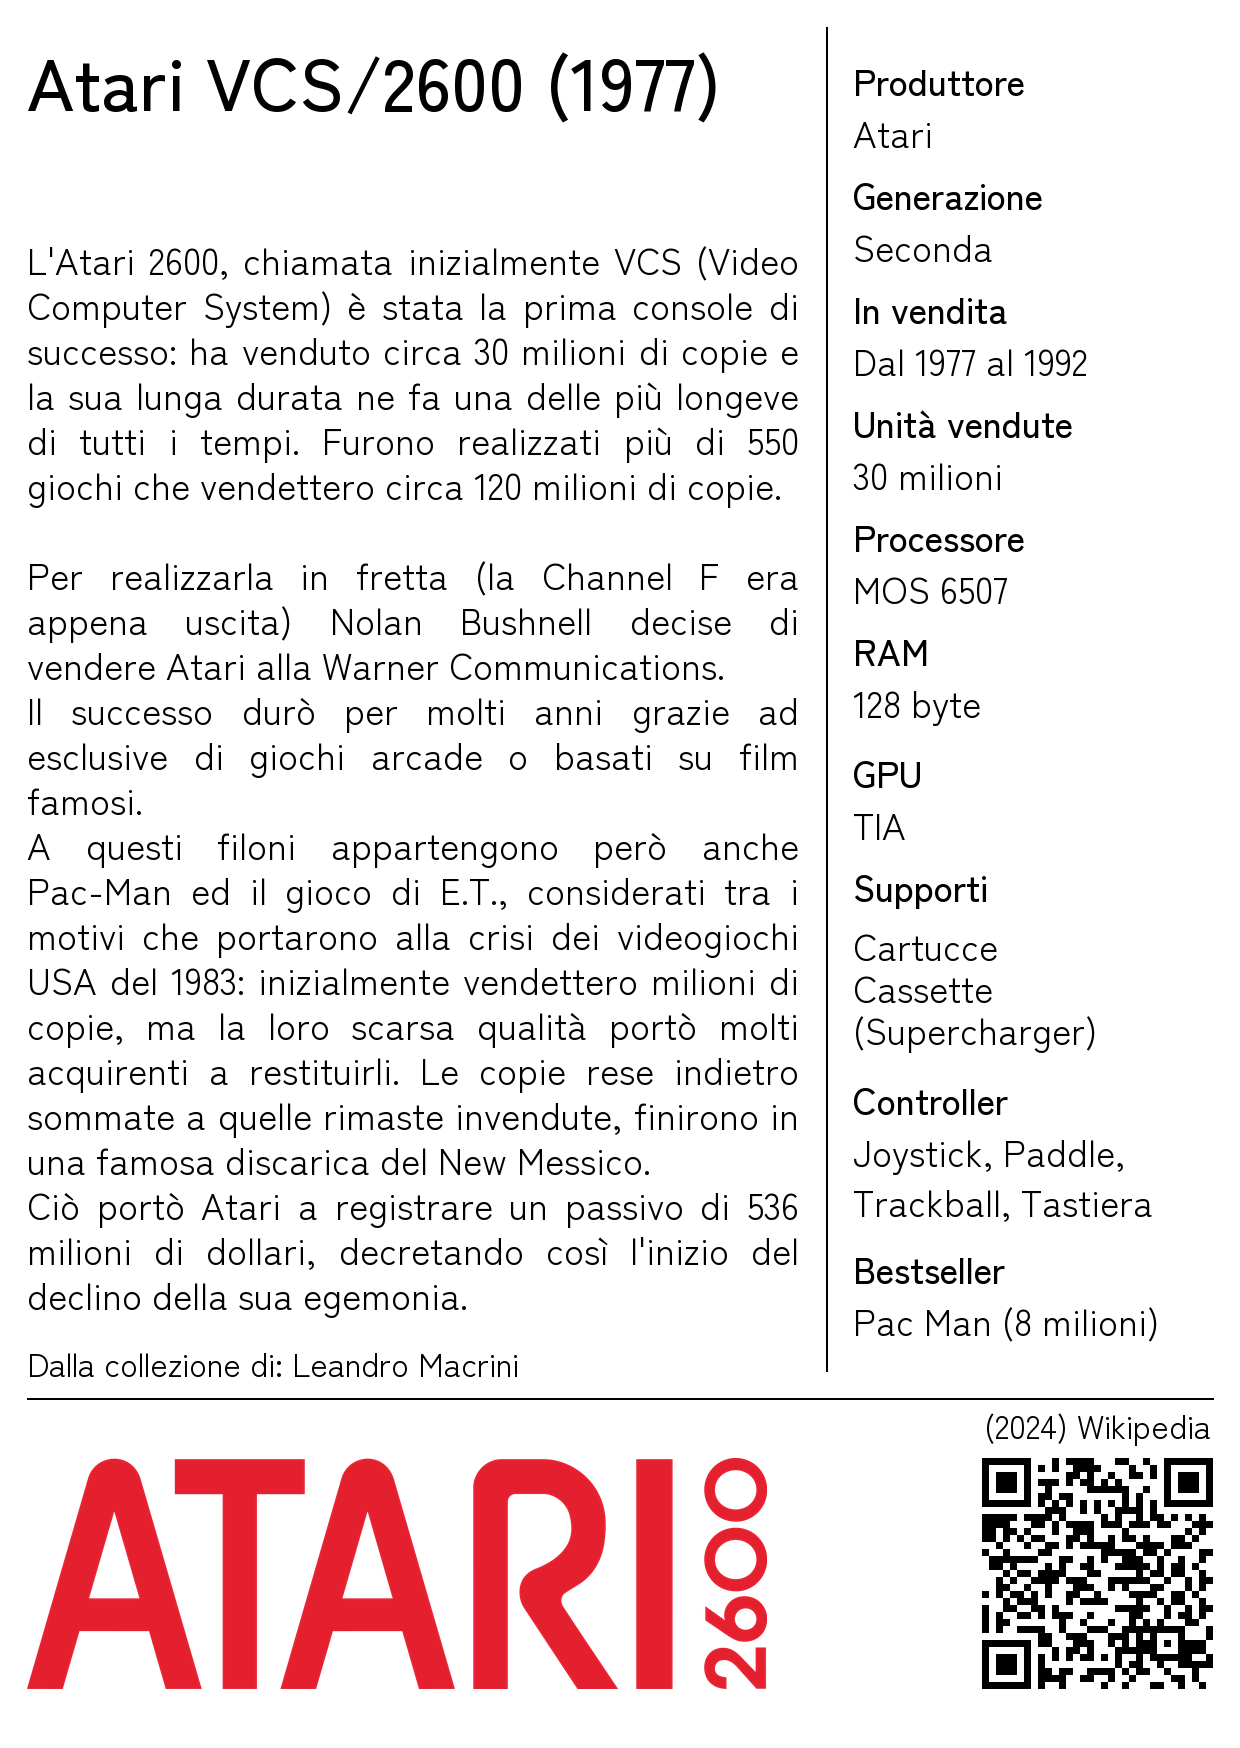 Atari VCS/2600 (1977)
L'Atari 2600, chiamata inizialmente VCS (Video
Computer System) è stata la prima console di
successo: ha venduto circa 30 milioni di copie e
la sua lunga durata ne fa una delle più longeve
di tutti i tempi. Furono realizzati più di 550
giochi che vendettero circa 120 milioni di copie.
Per realizzarla in fretta (la Channel F era
appena uscita) Nolan Bushnell decise di
vendere Atari alla Warner Communications.
Il successo durò per molti anni grazie ad
esclusive di giochi arcade o basati su film
famosi.
A questi filoni appartengono però anche
Pac-Man ed il gioco di E.T., considerati tra i
motivi che portarono alla crisi dei videogiochi
USA del 1983: inizialmente vendettero milioni di
copie, ma la loro scarsa qualità portò molti
acquirenti a restituirli. Le copie rese indietro
sommate a quelle rimaste invendute, finirono in
una famosa discarica del New Messico.
Ciò portò Atari a registrare un passivo di 536
milioni di dollari, decretando così l'inizio del
declino della sua egemonia.
Dalla collezione di: Leandro Macrini
Produttore
Atari
Generazione
Seconda
In vendita
Dal 1977 al 1992
Unità vendute
30 milioni
Processore
MOS 6507
RAM
128 byte
GPU
TIA
Supporti
Cartucce
Cassette
(Supercharger)
Controller
Joystick, Paddle,
Trackball, Tastiera
Bestseller
Pac Man (8 milioni)
(2024) Wikipedia
ATARI 2600